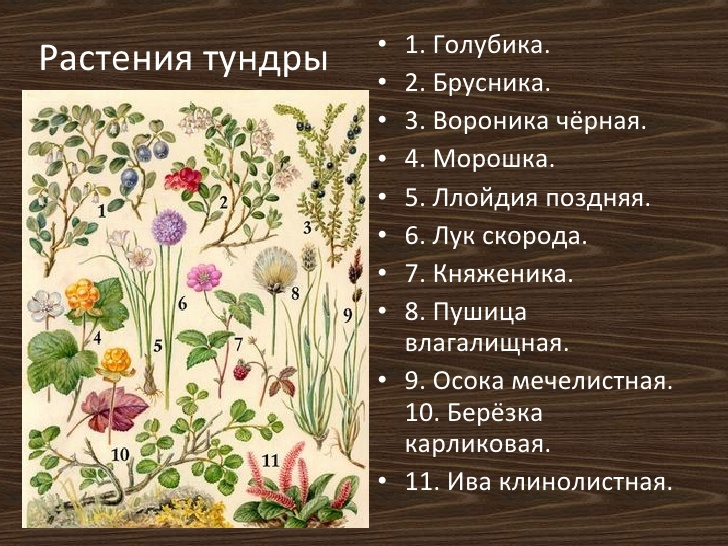 Растения тундры
1
2
3
4
5
6
7
8
9
10
11
• 1. Голубика.
• 2. Брусника.
• 3. Вороника чёрная.
• 4. Морошка.
• 5. Ллойдия поздняя.
• 6. Лук скорода.
• 7. Княженика.
• 8. Пушица
влагалищная.
• 9. Осока мечелистная.
10. Берёзка
карликовая.
• 11. Ива клинолистная.